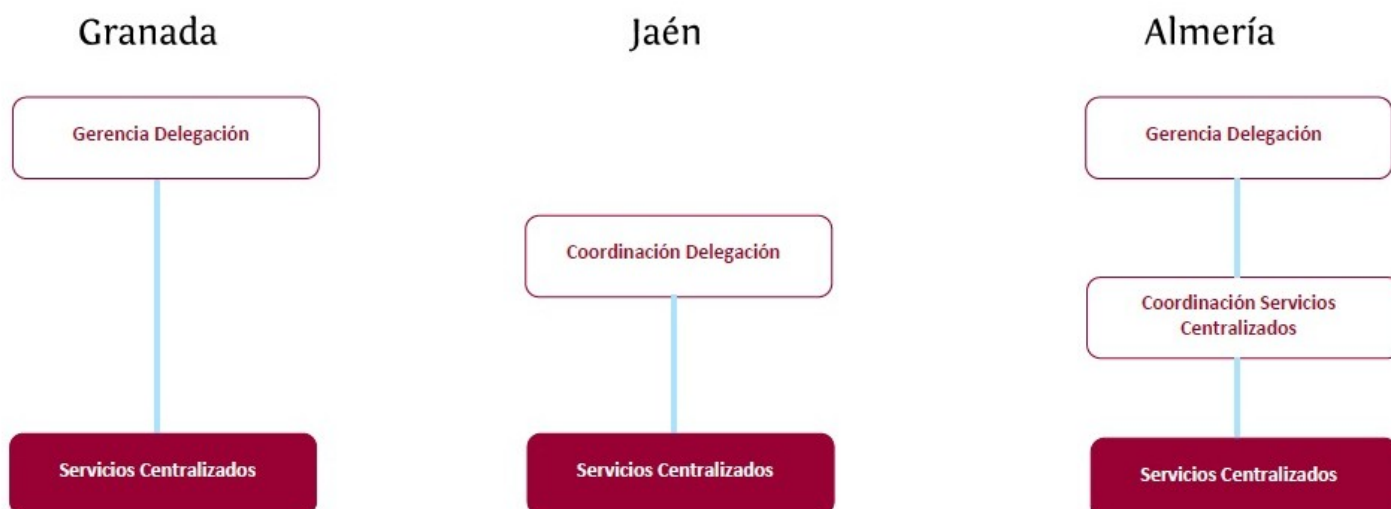 Granada
Jaén
Almería
Gerencia Delegación
Gerencia Delegación
Coordinación Delegación
Coordinación Servicios
Centralizados
Servicios Centralizados
Servicios Centralizados
Servicios Centralizados